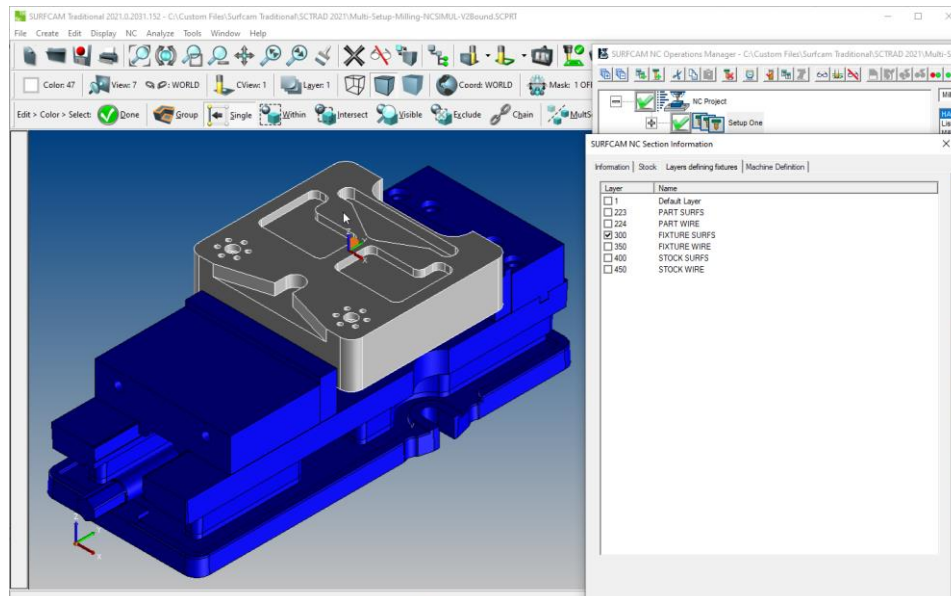 SURFCAM Traditional 2021.0.2031.152 - C:\Custom Files\Surfcam Traditional\SCTRAD 2021\Multi-Setup-Milling-NCSIMUL-V2Bound.SCPRT
File Create Edit Display NC Analyze Tools Window Help
SURFCAM NC Operations Manager - C:\Custom Files\Surfcam Traditional\SCTRAD 2021\Multi-S
Color: 47 View: 7 WORLD CView: 1 Layer: 1 Coord: WORLD Mask: 1 OF
NC Project
Setup One
Edit > Color > Select: Done Group Single Within Intersect Visible Exclude Chain MultS
SURFCAM NC Section Information
Information Stock Layers defining fixtures Machine Definition
Layer Name
1 Default Layer
223 PART SURFS
224 PART WIRE
300 FIXTURE SURFS
350 FIXTURE WIRE
400 STOCK SURFS
450 STOCK WIRE
Z
X
Z
X